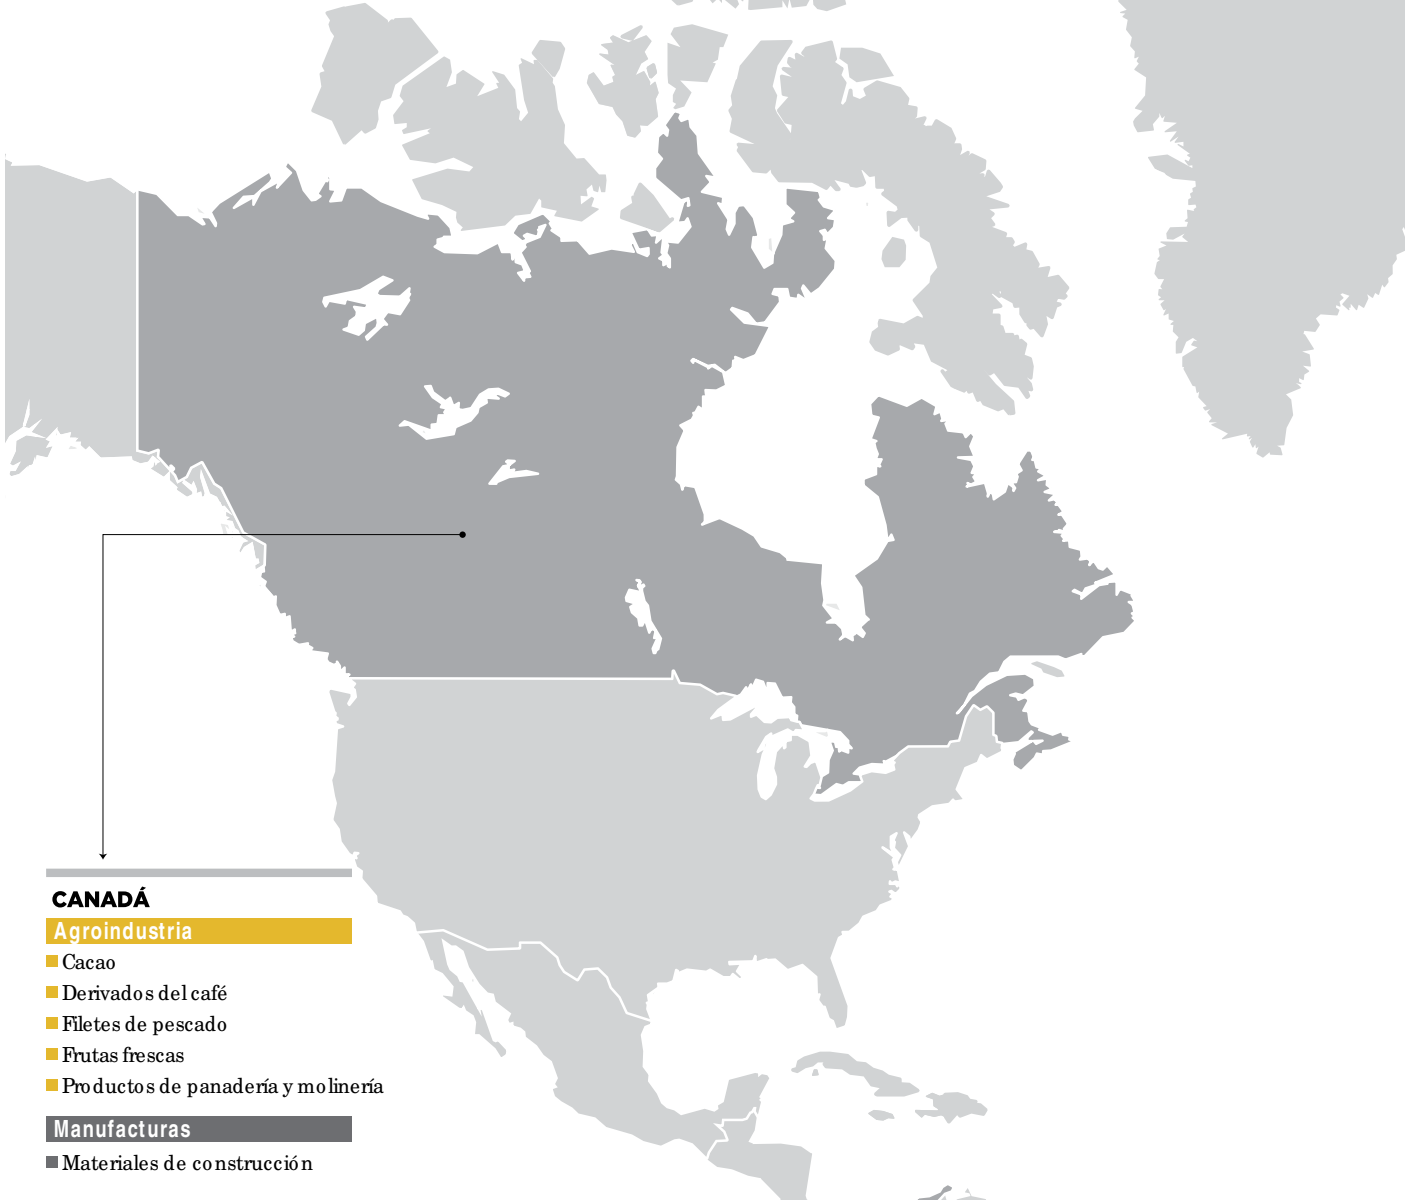 CANADÁ
Agroindustria
Cacao
Derivados del café
Filetes de pescado
Frutas frescas
Productos de panadería y molinería
Manufacturas
Materiales de construcción